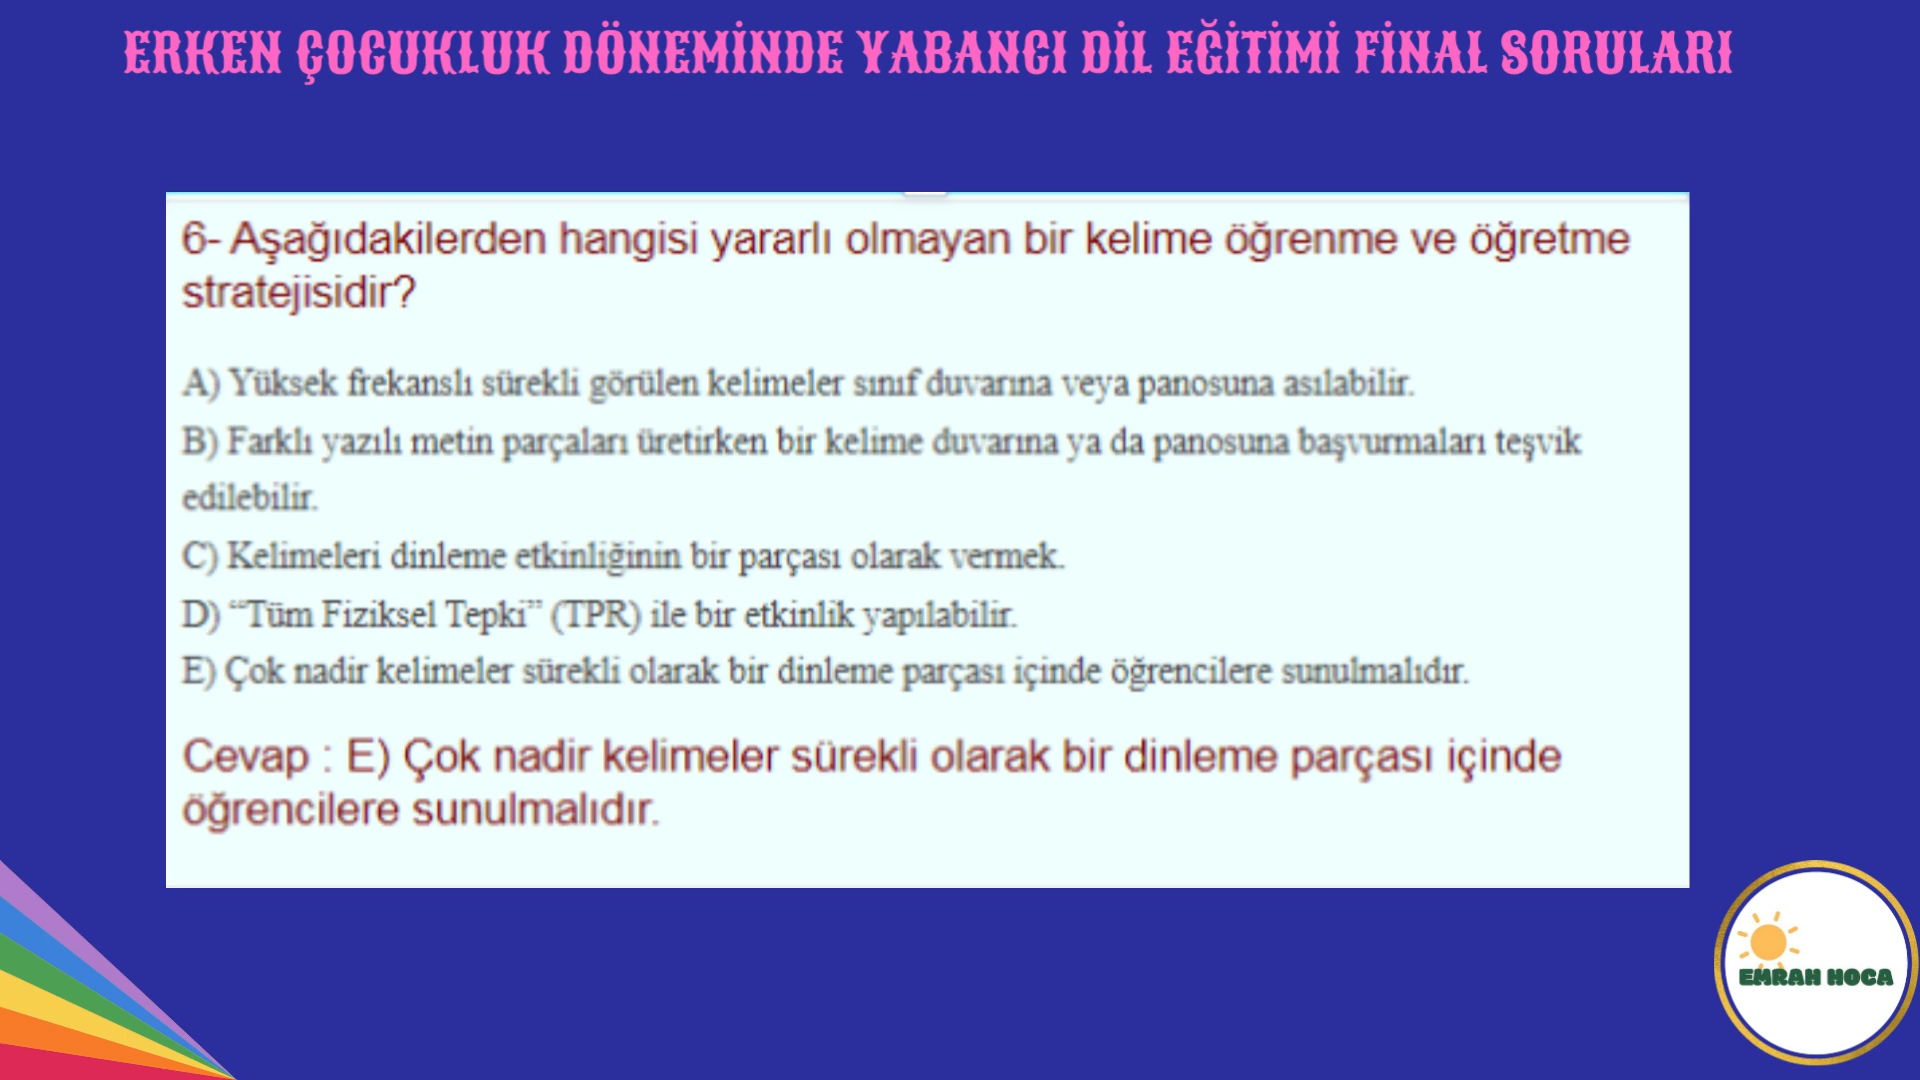 ERKEN ÇOCUKLUK DÖNEMİNDE YABANCI DİL EĞİTİMİ FİNAL SORULARI
6- Aşağıdakilerden hangisi yararlı olmayan bir kelime öğrenme ve öğretme
stratejisidir?
A) Yüksek frekanslı sürekli görülen kelimeler sınıf duvarına veya panosuna asılabilir.
B) Farklı yazılı metin parçaları üretirken bir kelime duvarına ya da panosuna başvurmaları teşvik
edilebilir.
C) Kelimeleri dinleme etkinliğinin bir parçası olarak vermek.
D) “Tüm Fiziksel Tepki” (TPR) ile bir etkinlik yapılabilir.
E) Çok nadir kelimeler sürekli olarak bir dinleme parçası içinde öğrencilere sunulmalıdır.
Cevap : E) Çok nadir kelimeler sürekli olarak bir dinleme parçası içinde
öğrencilere sunulmalıdır.
EMRAH HOCA